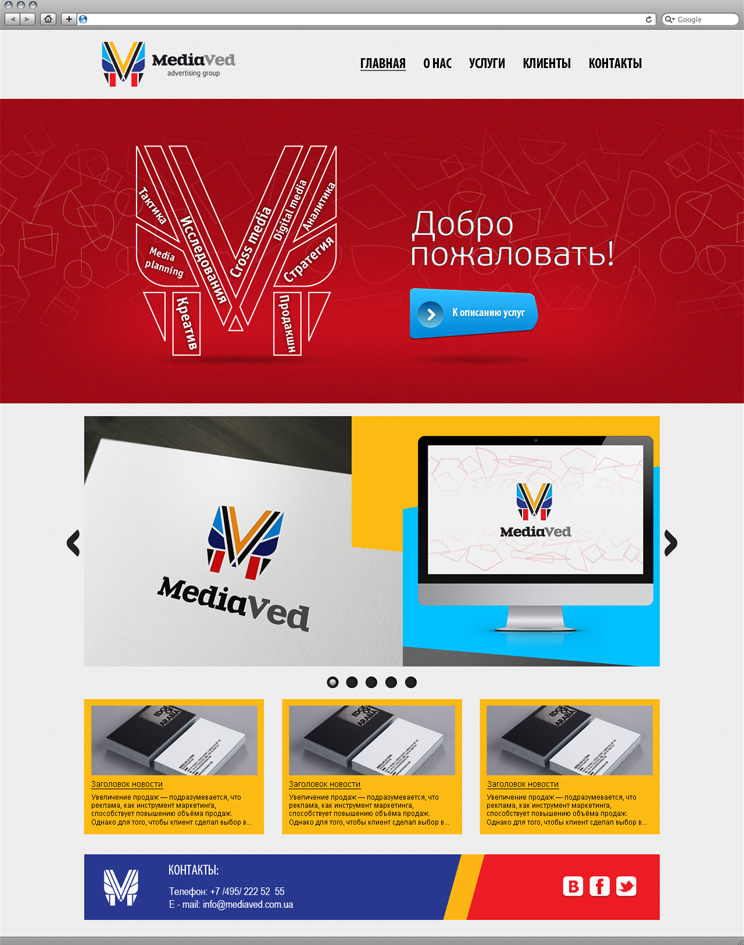 Google
MediaVed
advertising group
ГЛАВНАЯ О НАС УСЛУГИ КЛИЕНТЫ КОНТАКТЫ
Тактика
Исследования
Cross media
Digital media
Аналитика
Media
planning
Стратегия
Креатив
Продакшн
Добро
пожаловать!
К описанию услуг
MediaVed
MediaVed
Заголовок новости
Увеличение продаж — подразумевается, что
реклама, как инструмент маркетинга,
способствует повышению объёма продаж.
Однако для того, чтобы клиент сделал выбор в...
Заголовок новости
Увеличение продаж — подразумевается, что
реклама, как инструмент маркетинга,
способствует повышению объёма продаж.
Однако для того, чтобы клиент сделал выбор в...
Заголовок новости
Увеличение продаж — подразумевается, что
реклама, как инструмент маркетинга,
способствует повышению объёма продаж.
Однако для того, чтобы клиент сделал выбор в...
КОНТАКТЫ:
Телефон: +7 /495/ 222 52 55
E - mail: info@mediaved.com.ua